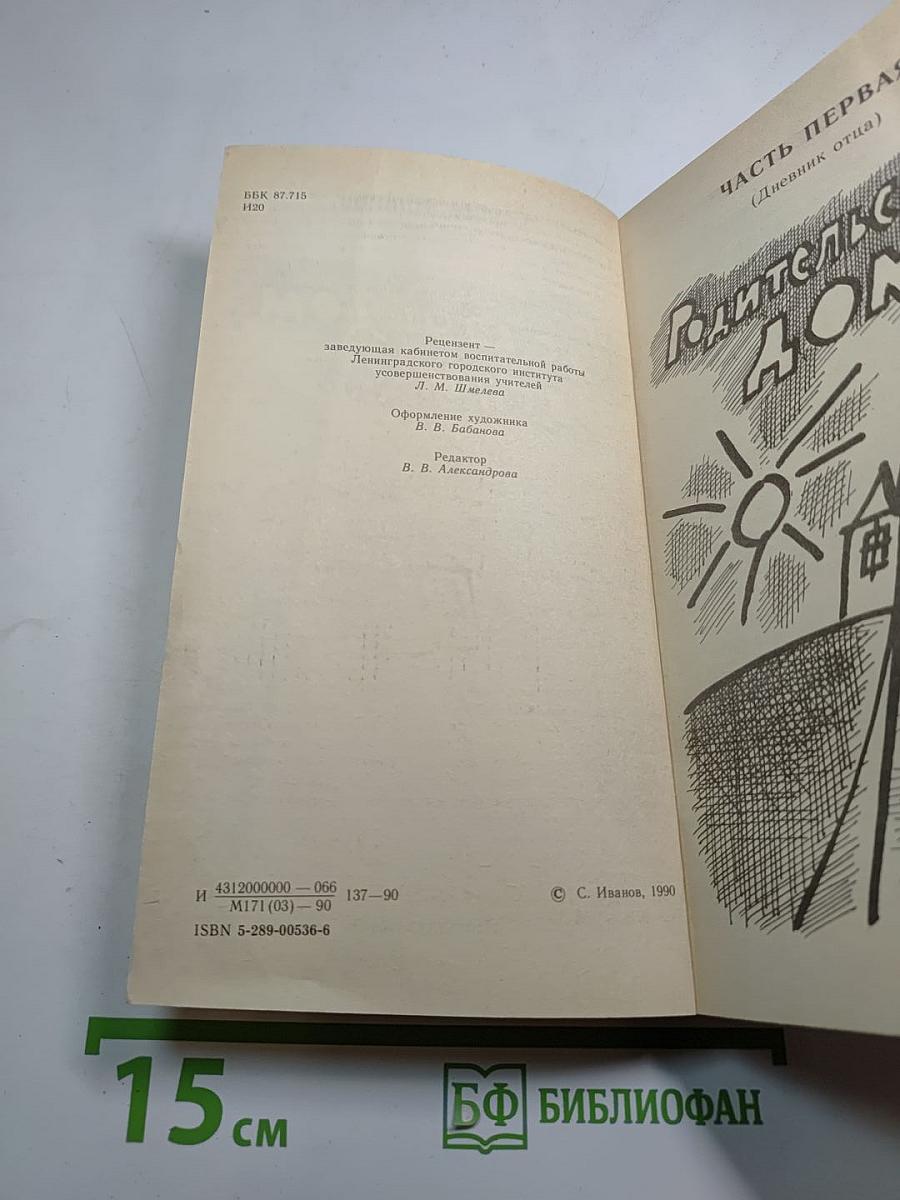 ББК 87.715
И20
Рецензент —
заведующая кабинетом воспитательной работы
Ленинградского городского института
усовершенствования учителей
Л. М. Шмелева
Оформление художника
В. В. Бабанова
Редактор
В. В. Александрова
И 4312000000 — 066 137—90
М171(03) — 90
© С. Иванов, 1990
ISBN 5-289-00536-6
ЧАСТЬ ПЕРВАЯ
(Дневник отца)
Родительс
ДОМ
15 см
БФ БИБЛИОФАН